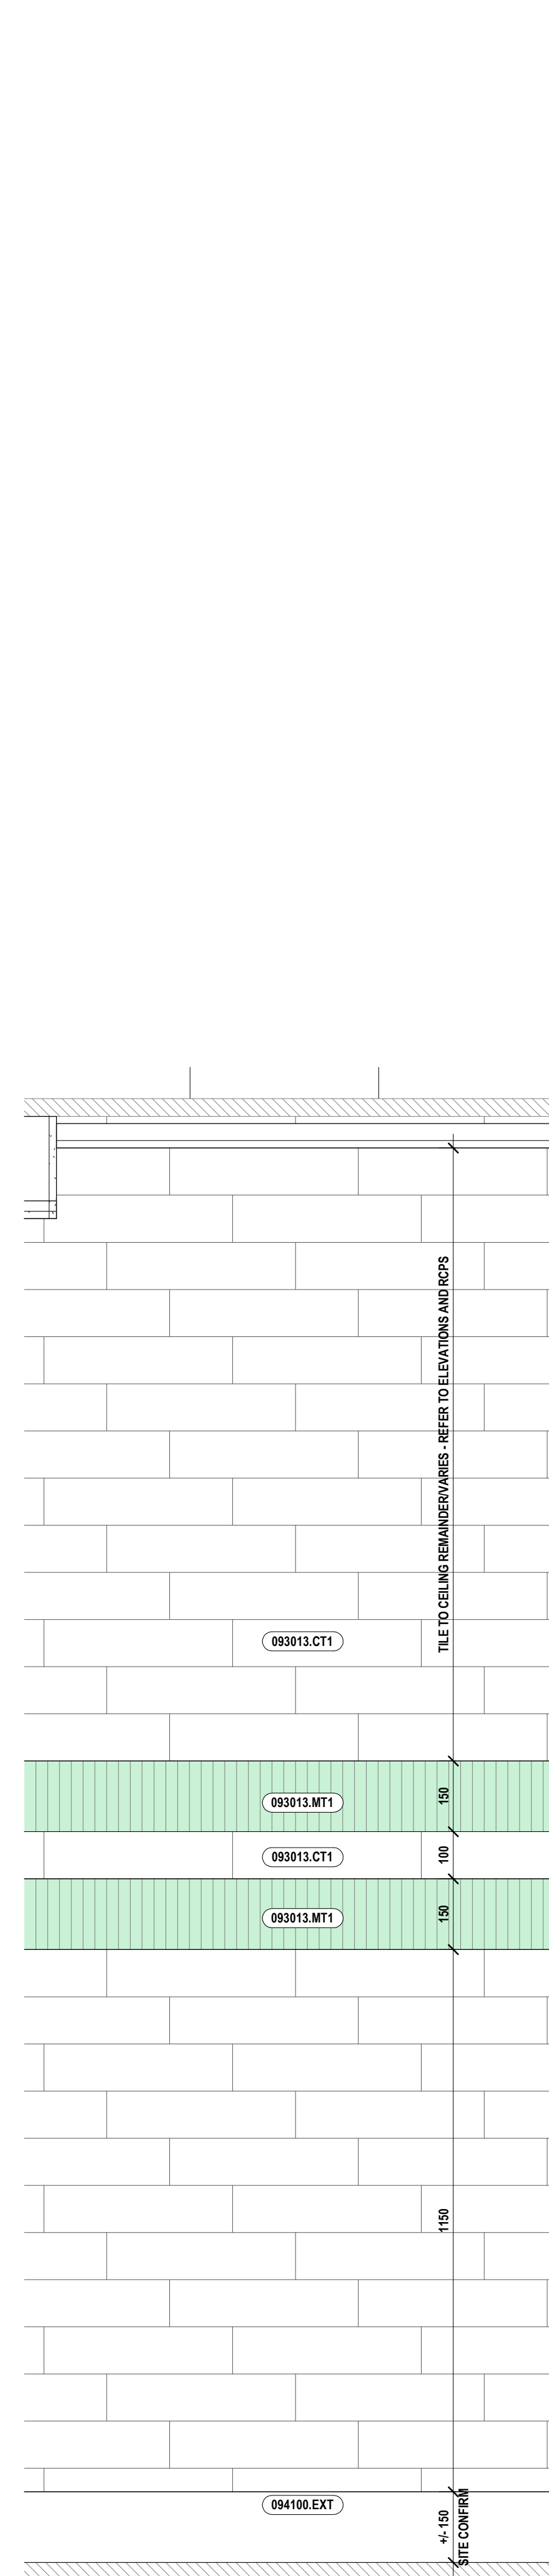 TILE TO CEILING REMAINDER/VARIES - REFER TO ELEVATIONS AND RCPS
093013.CT1
093013.MT1
150
093013.CT1
100
093013.MT1
150
1150
094100.EXT
+/- 150
SITE CONFIRM